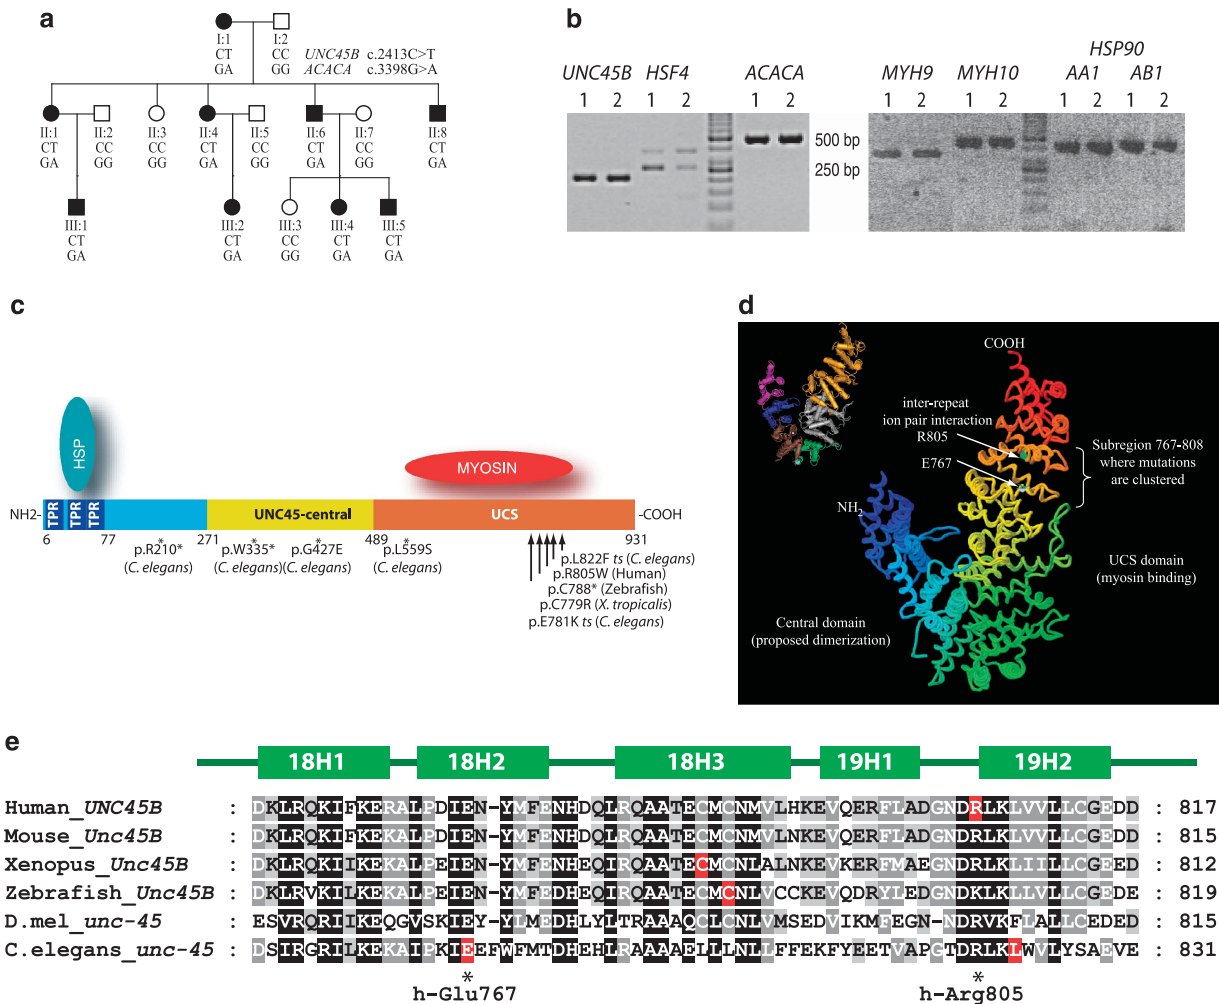 a
I:1 I:2
CT CC UNC45B c.2413C>T
GA GG ACACA c.3398G>A
II:1 II:2 II:3 II:4 II:5 II:6 II:7 II:8
CT CC CC CT CC CT CC CT
GA GG GG GA GG GA GG GA
III:1 III:2 III:3 III:4 III:5
CT CT CC CT CT
GA GA GG GA GA
b
HSP90
UNC45B HSF4 ACACA MYH9 MYH10 AA1 AB1
1 2 1 2 1 2 1 2 1 2 1 2 1 2
500 bp
250 bp
c
HSP
MYOSIN
NH2- TPR TPR TPR UNC45-central UCS -COOH
6 77 271 489 931
* * * *
p.R210* p.W335* p.G427E p.L559S
(C. elegans) (C. elegans) (C. elegans) (C. elegans)
p.L822F ts (C. elegans)
p.R805W (Human)
p.C788* (Zebrafish)
p.C779R (X. tropicalis)
p.E781K ts (C. elegans)
d
COOH
inter-repeat
ion pair interaction
R805
E767
Subregion 767-808
where mutations
are clustered
NH2
UCS domain
(myosin binding)
Central domain
(proposed dimerization)
e
18H1 18H2 18H3 19H1 19H2
Human_UNC45B : DKLRQKIFKERALPDIEN-YMFENHDQLRQAATECMCNMVLHKEVQERFLADGNDRLKLVVLLCGEDD : 817
Mouse_Unc45B : DKLRQKIFKEKALPDIEN-YMFENHDQLRQAATECMCNMVLNKEVQERFLADGNDRLKLVVLLCGEDD : 815
Xenopus_Unc45B : DKLRQKIIKEKALPEIEN-YMFENHEQIRQAATECMCNLALNKEVKERFMAEGNDRLKLIILLCGEDD : 812
Zebrafish_Unc45B : DKLRVKILKEKALPEIEN-YMFEDHEQIRQAATECMCNLVCCKEVQDRYLEDGNDKLKLLVLLCGEDE : 819
D.mel_unc-45 : ESVRQRIIKEQGVSKIEY-YLMEDHLYLTRAAAQCLCNLVMSEDVIKMFEGN-NDRVKFLALLCEDED : 815
C.elegans_unc-45 : DSIRGRILKEKAIPKIEEFWFMTDHEHLRAAAAELLLNLLFFEKFYEETVAPGTDRLKLWVLYSAEVE : 831
* *
h-Glu767 h-Arg805